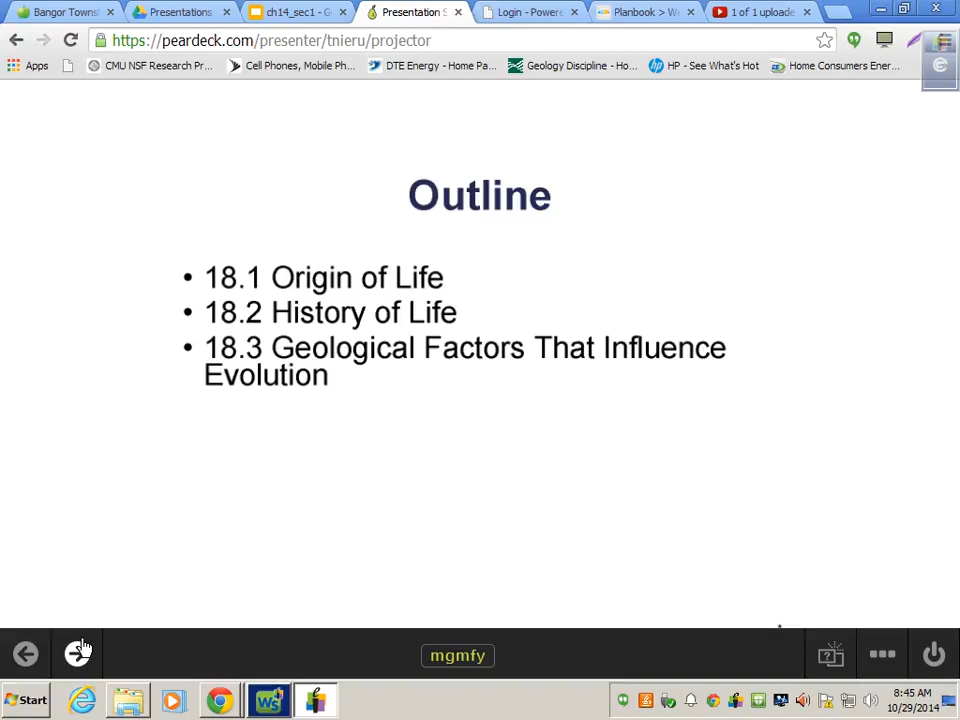 Bangor Towns
Presentations
ch14_sec1 - G
Presentation S
Login - Power
Planbook > W
1 of 1 uploade
https://peardeck.com/presenter/tnieru/projector
Apps
CMU NSF Research Pr...
Cell Phones, Mobile Ph...
DTE Energy - Home Pa...
Geology Discipline - Ho...
HP - See What's Hot
Home Consumers Ener...
Outline
• 18.1 Origin of Life
• 18.2 History of Life
• 18.3 Geological Factors That Influence
Evolution
mgmfy
Start
8:45 AM
10/29/2014